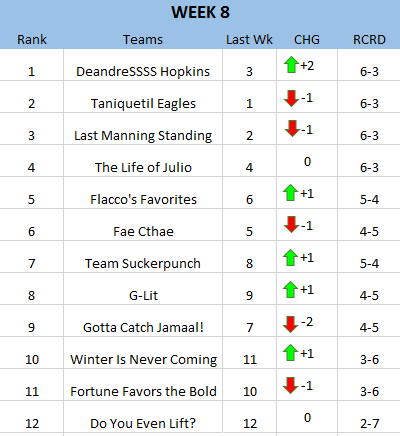 WEEK 8
Rank Teams Last Wk CHG RCRD
1 DeandreSSSS Hopkins 3 +2 6-3
2 Taniquetil Eagles 1 -1 6-3
3 Last Manning Standing 2 -1 6-3
4 The Life of Julio 4 0 6-3
5 Flacco's Favorites 6 +1 5-4
6 Fae Cthae 5 -1 4-5
7 Team Suckerpunch 8 +1 5-4
8 G-Lit 9 +1 4-5
9 Gotta Catch Jamaal! 7 -2 4-5
10 Winter Is Never Coming 11 +1 3-6
11 Fortune Favors the Bold 10 -1 3-6
12 Do You Even Lift? 12 0 2-7